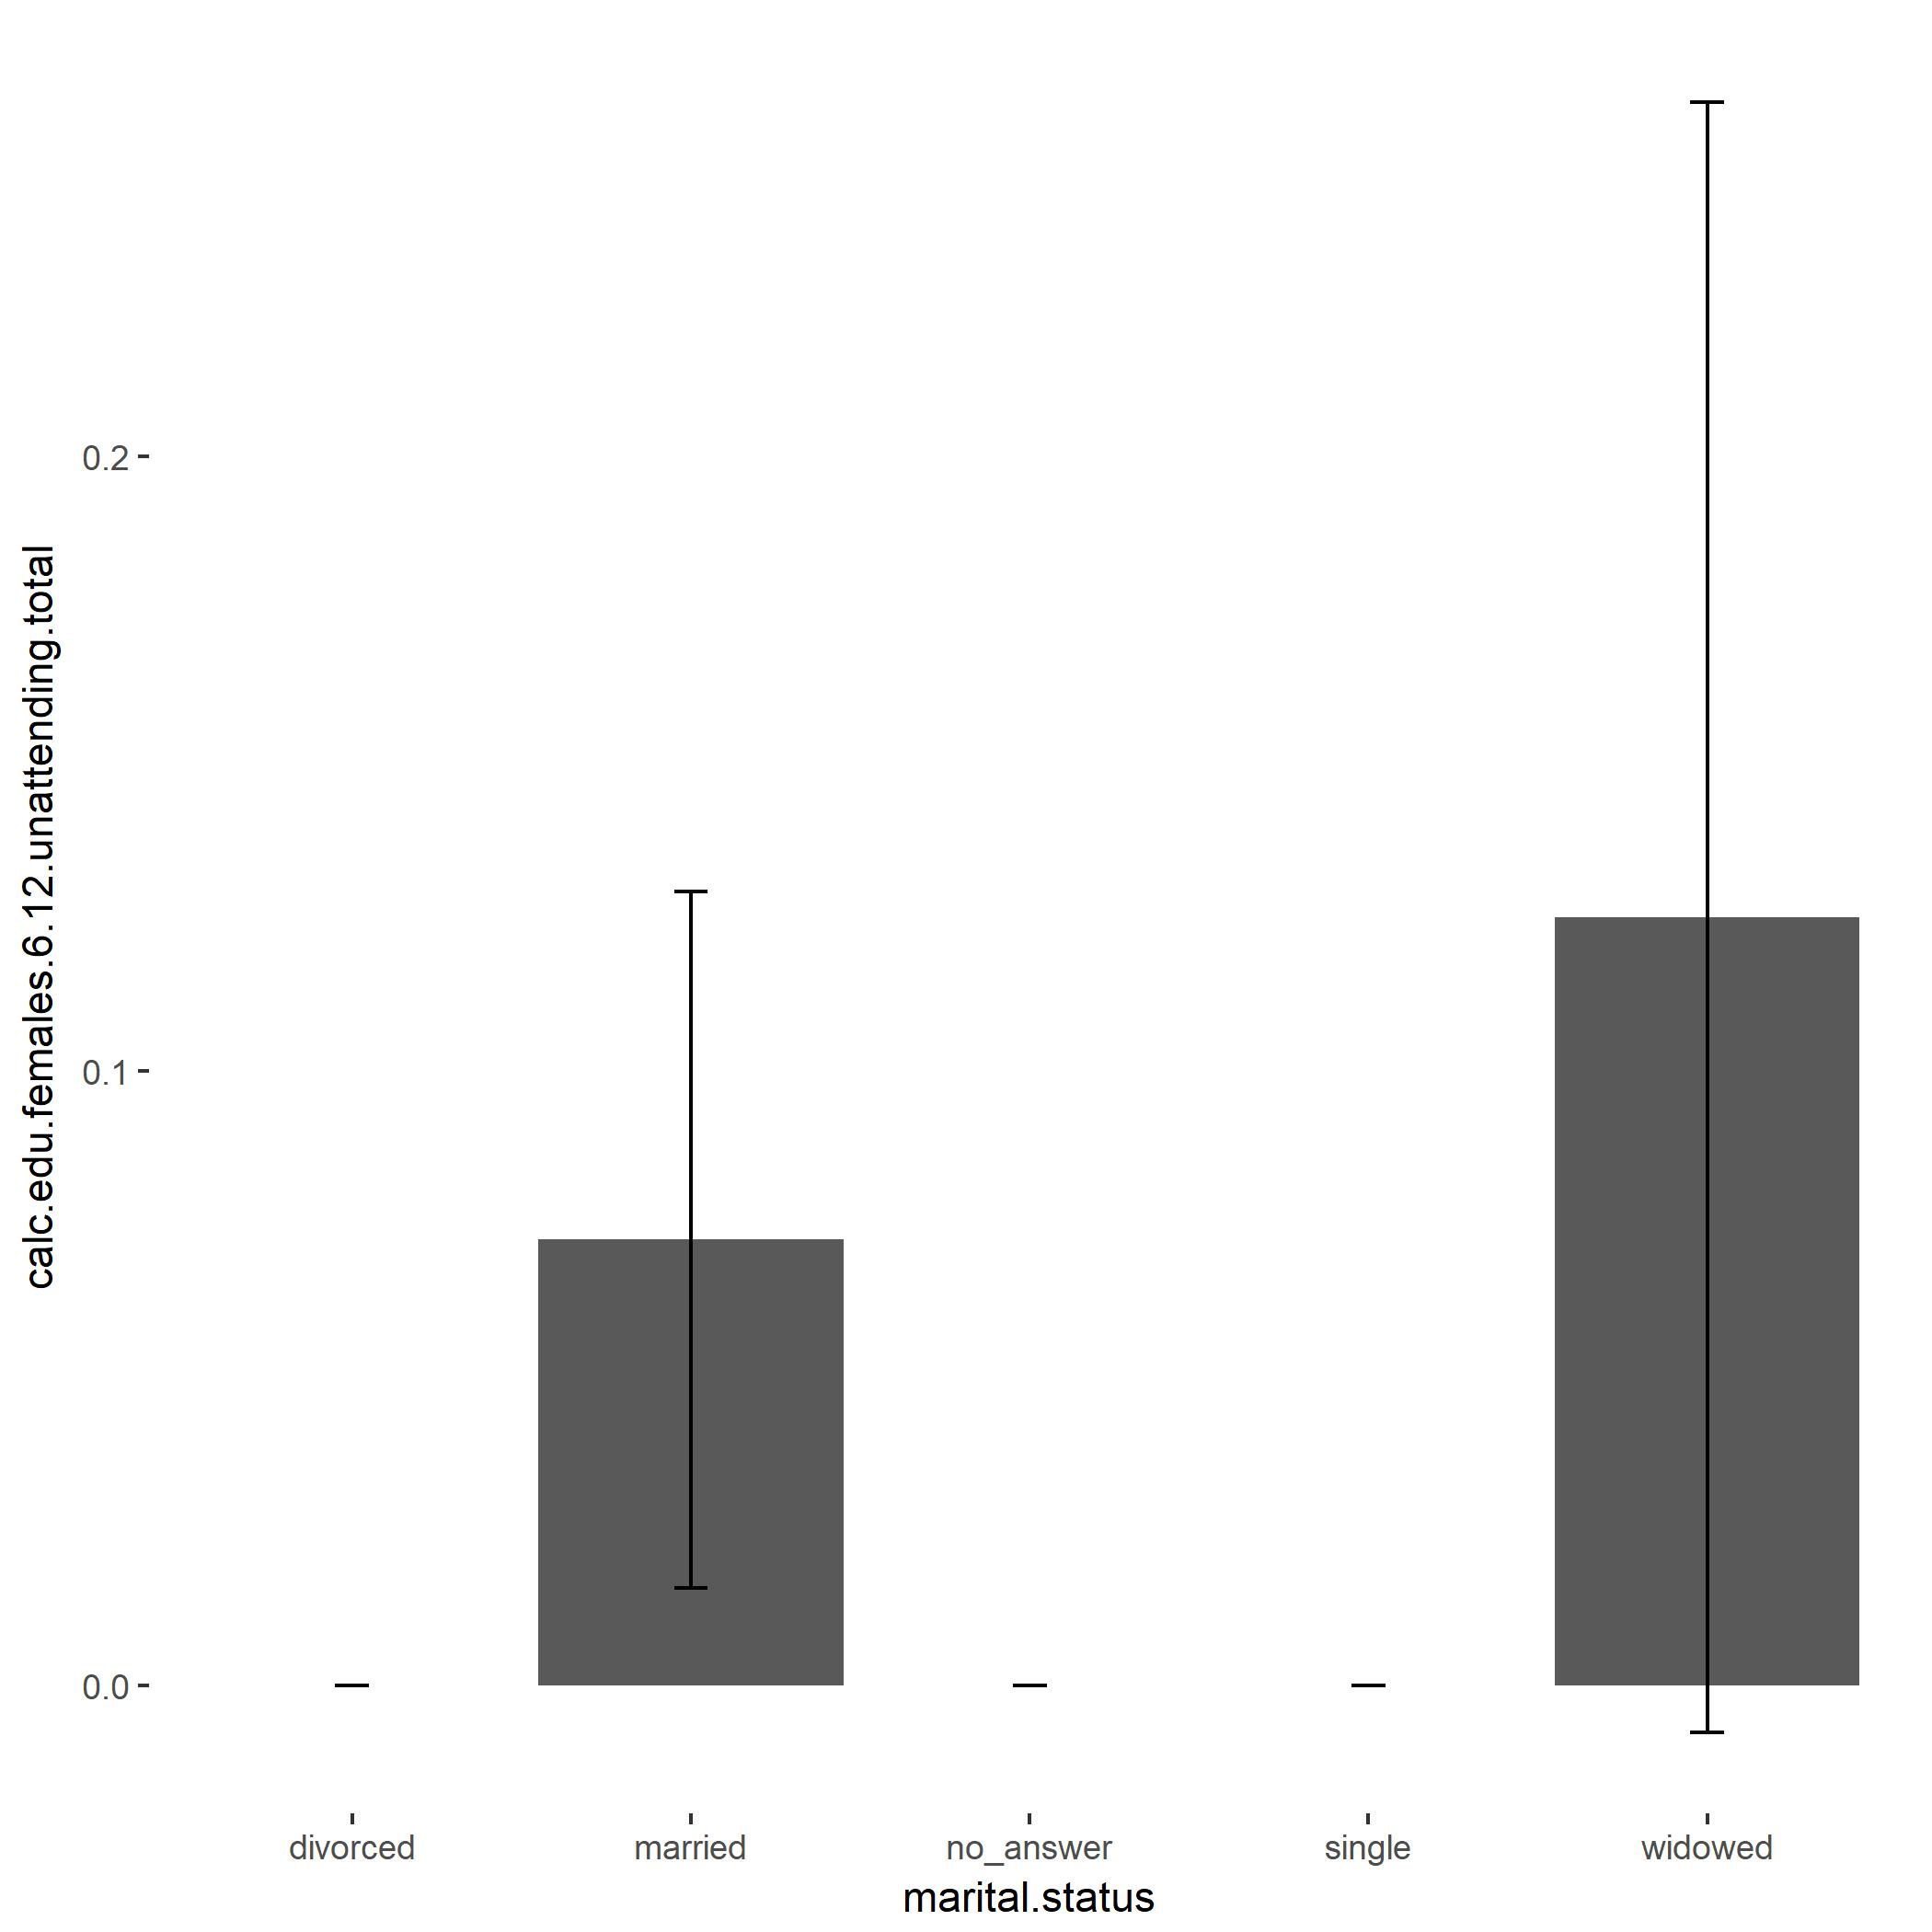 calc.edu.females.6.12.unattending.total
0.2
0.1
0.0
divorced married no_answer single widowed
marital.status